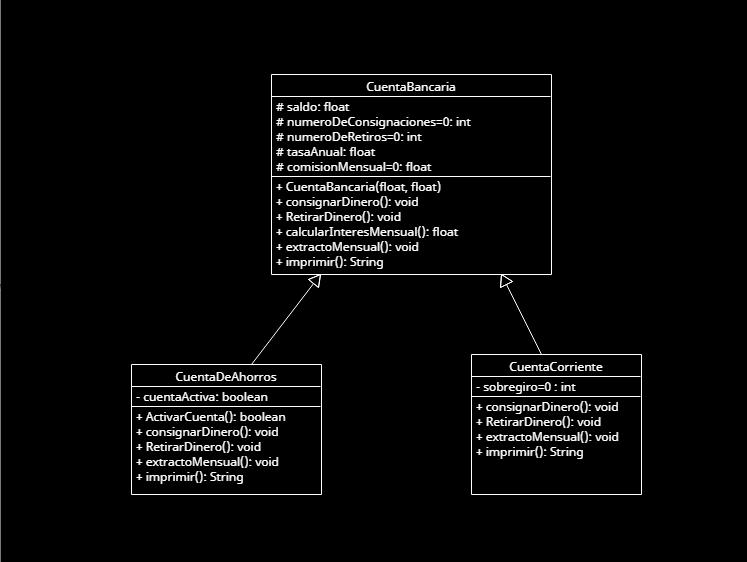 CuentaBancaria
# saldo: float
# numeroDeConsignaciones=0: int
# numeroDeRetiros=0: int
# tasaAnual: float
# comisionMensual=0: float
+ CuentaBancaria(float, float)
+ consignarDinero(): void
+ RetirarDinero(): void
+ calcularInteresMensual(): float
+ extractoMensual(): void
+ imprimir(): String
CuentaDeAhorros
- cuentaActiva: boolean
+ ActivarCuenta(): boolean
+ consignarDinero(): void
+ RetirarDinero(): void
+ extractoMensual(): void
+ imprimir(): String
CuentaCorriente
- sobregiro=0 : int
+ consignarDinero(): void
+ RetirarDinero(): void
+ extractoMensual(): void
+ imprimir(): String